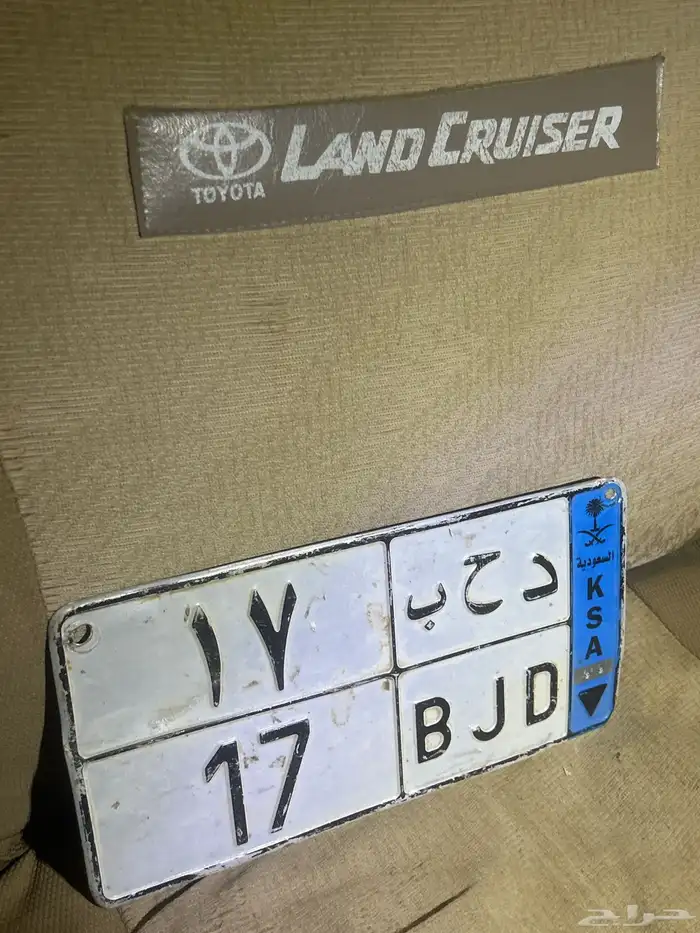 TOYOTA
LAND CRUISER
١٧
د ح ب
17
BJD
السعودية
KSA
حراج